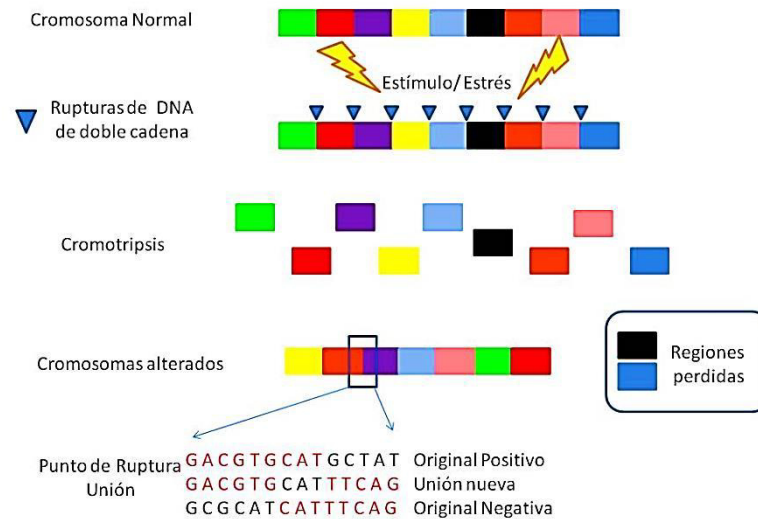 Cromosoma Normal
Estímulo/ Estrés
Rupturas de DNA
de doble cadena
Cromotripsis
Cromosomas alterados
Regiones
perdidas
Punto de Ruptura
Unión
GACGTGCATGCTAT Original Positivo
GACGTGCATTTCAG Unión nueva
GCGCATCATTTCAG Original Negativa